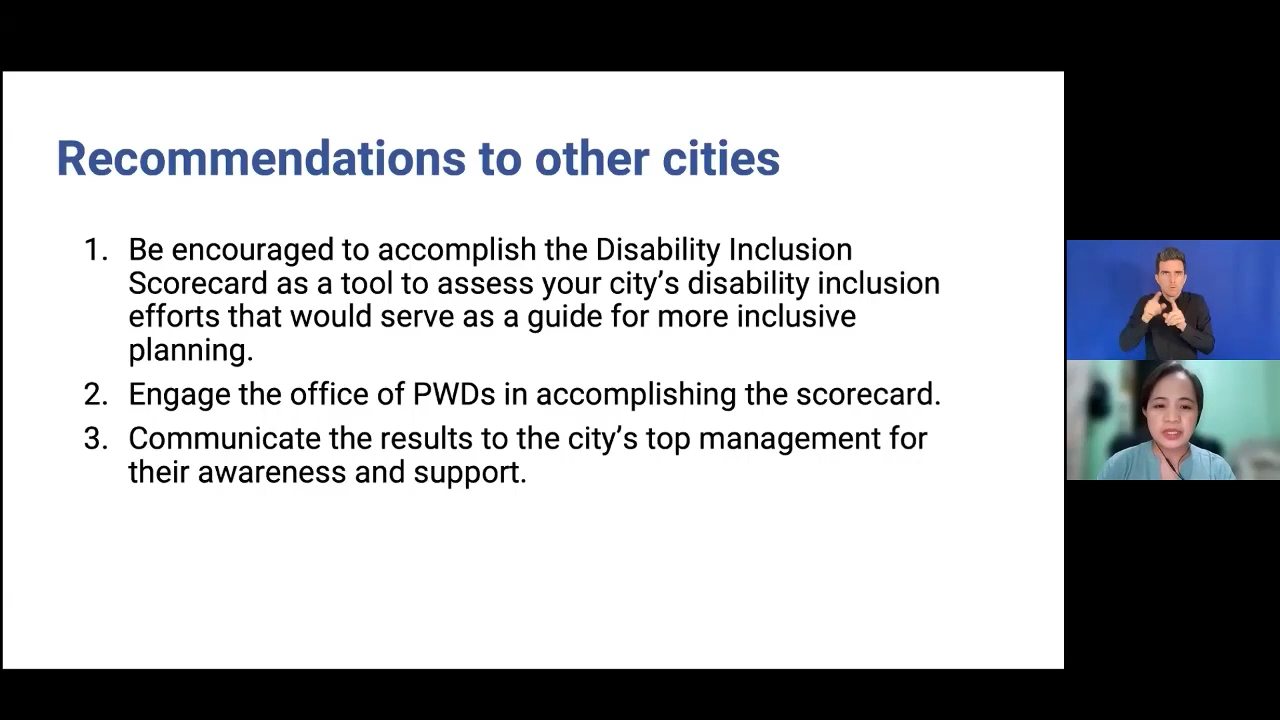 Recommendations to other cities
1. Be encouraged to accomplish the Disability Inclusion
Scorecard as a tool to assess your city's disability inclusion
efforts that would serve as a guide for more inclusive
planning.
2. Engage the office of PWDs in accomplishing the scorecard.
3. Communicate the results to the city's top management for
their awareness and support.